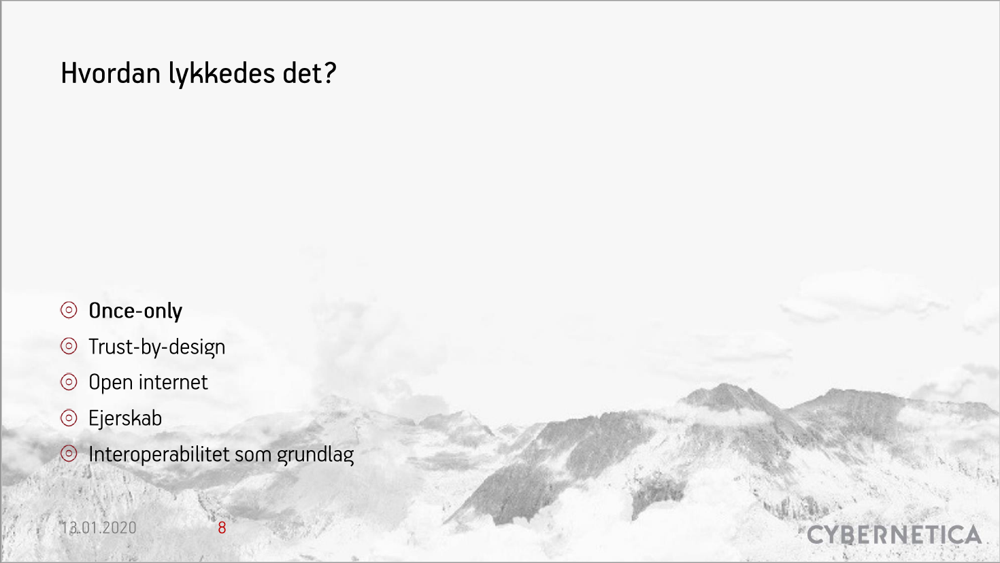 Hvordan lykkedes det?
Once-only
Trust-by-design
Open internet
Ejerskab
Interoperabilitet som grundlag
13.01.2020
8
CYBERNETICA